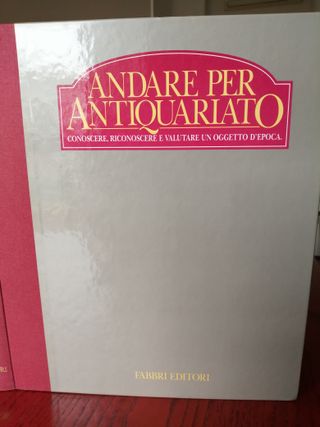 ANDARE PER
ANTIQUARIATO
CONOSCERE, RICONOSCERE E VALUTARE UN OGGETTO D'EPOCA.
FABBRI EDITORI